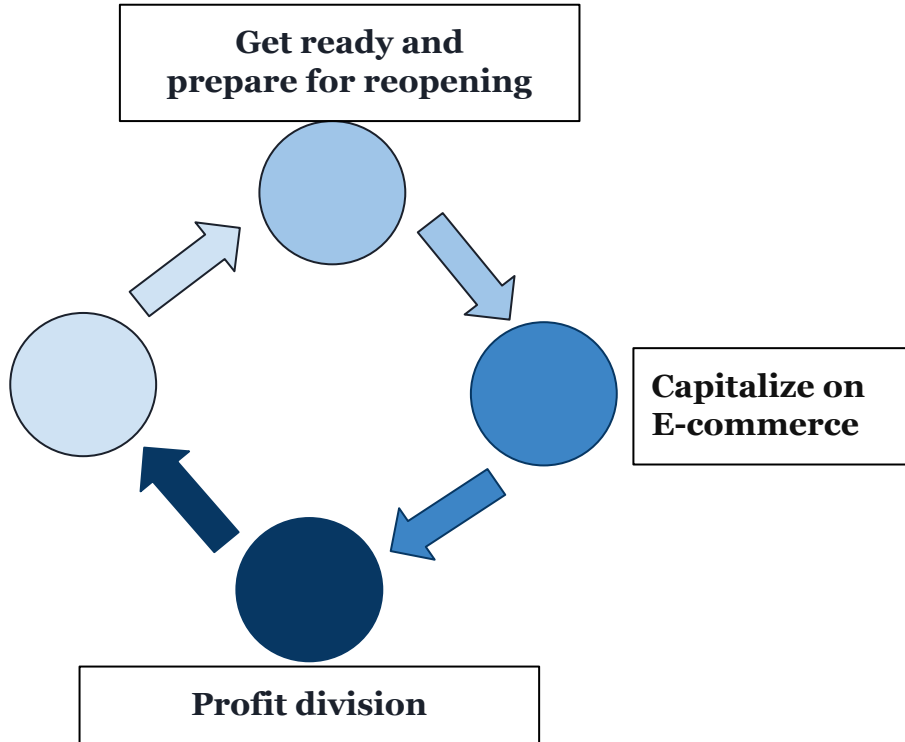 Get ready and
prepare for reopening
Capitalize on
E-commerce
Profit division